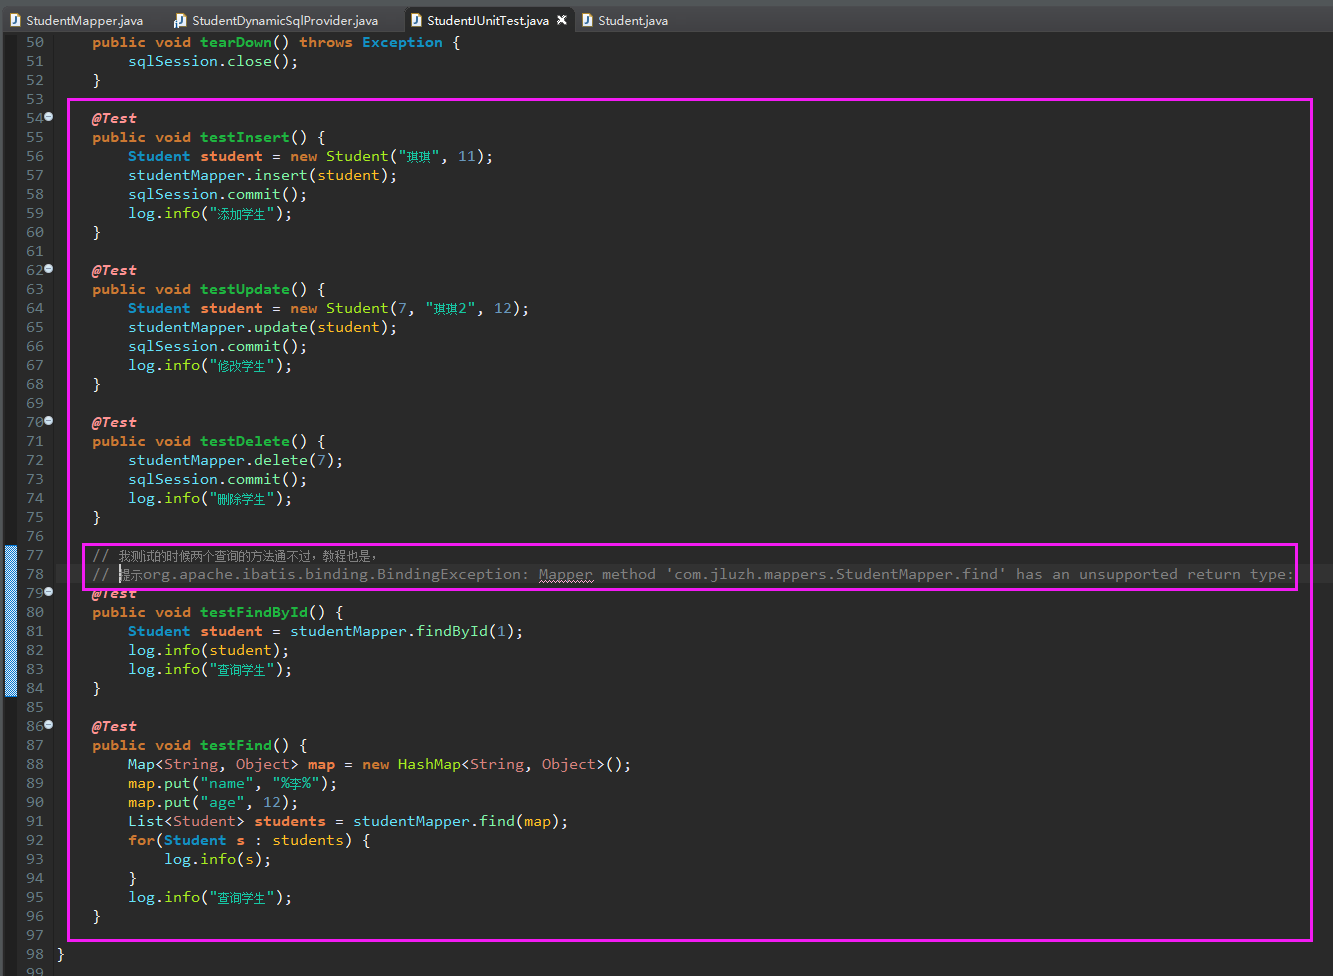 StudentMapper.java StudentDynamicSqlProvider.java StudentJUnitTest.java Student.java
50 public void tearDown() throws Exception {
51 sqlSession.close();
52 }
53
54 @Test
55 public void testInsert() {
56 Student student = new Student("琪琪", 11);
57 studentMapper.insert(student);
58 sqlSession.commit();
59 log.info("添加学生");
60 }
61
62 @Test
63 public void testUpdate() {
64 Student student = new Student(7, "琪琪2", 12);
65 studentMapper.update(student);
66 sqlSession.commit();
67 log.info("修改学生");
68 }
69
70 @Test
71 public void testDelete() {
72 studentMapper.delete(7);
73 sqlSession.commit();
74 log.info("删除学生");
75 }
76
77 // 我测试的时候两个查询的方法通不过，教程也是，
78 // 提示org.apache.ibatis.binding.BindingException: Mapper method 'com.jluzh.mappers.StudentMapper.find' has an unsupported return type:
79 @Test
80 public void testFindById() {
81 Student student = studentMapper.findById(1);
82 log.info(student);
83 log.info("查询学生");
84 }
85
86 @Test
87 public void testFind() {
88 Map<String, Object> map = new HashMap<String, Object>();
89 map.put("name", "%李%");
90 map.put("age", 12);
91 List<Student> students = studentMapper.find(map);
92 for(Student s : students) {
93 log.info(s);
94 }
95 log.info("查询学生");
96 }
97
98 }
99